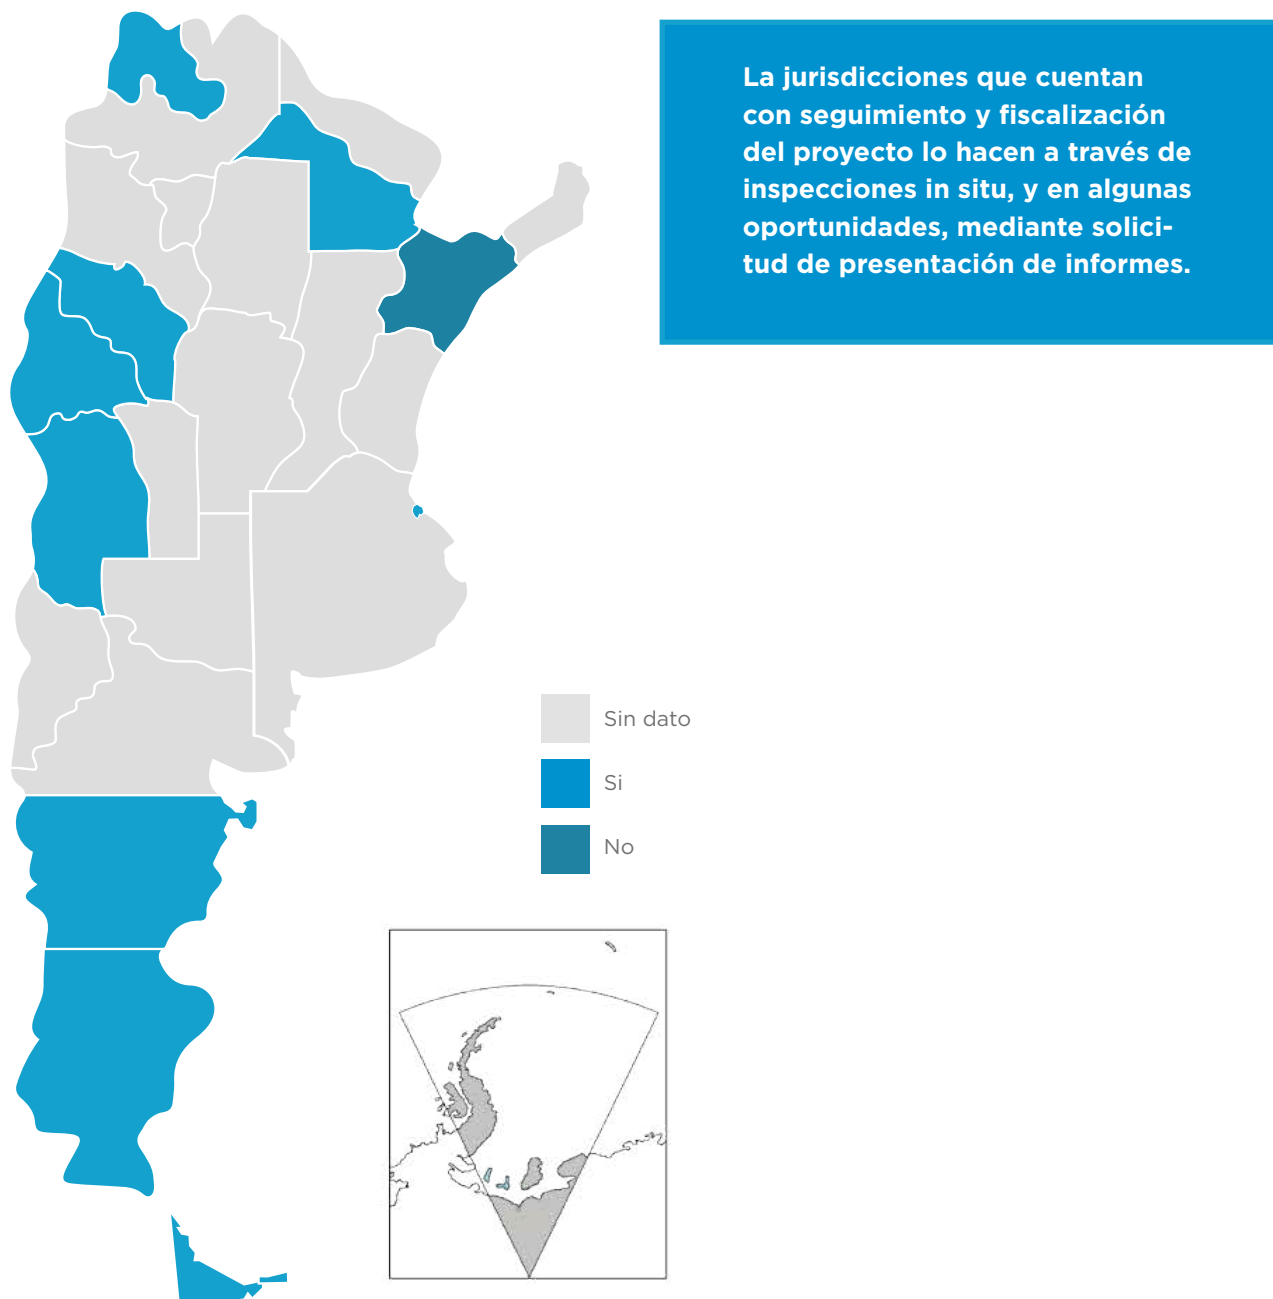 La jurisdicciones que cuentan
con seguimiento y fiscalización
del proyecto lo hacen a través de
inspecciones in situ, y en algunas
oportunidades, mediante solici-
tud de presentación de informes.
Sin dato
Si
No